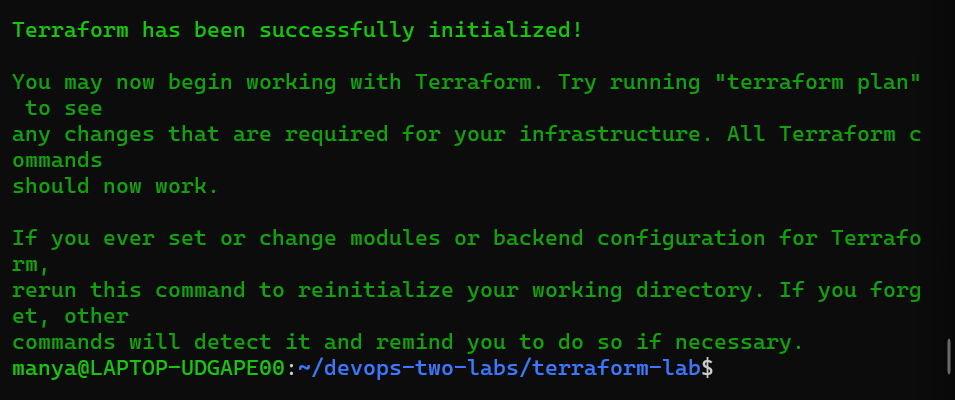 Terraform has been successfully initialized!
You may now begin working with Terraform. Try running "terraform plan"
 to see
any changes that are required for your infrastructure. All Terraform c
ommands
should now work.
If you ever set or change modules or backend configuration for Terrafo
rm,
rerun this command to reinitialize your working directory. If you forg
et, other
commands will detect it and remind you to do so if necessary.
manya@LAPTOP-UDGAPE00:~/devops-two-labs/terraform-lab$